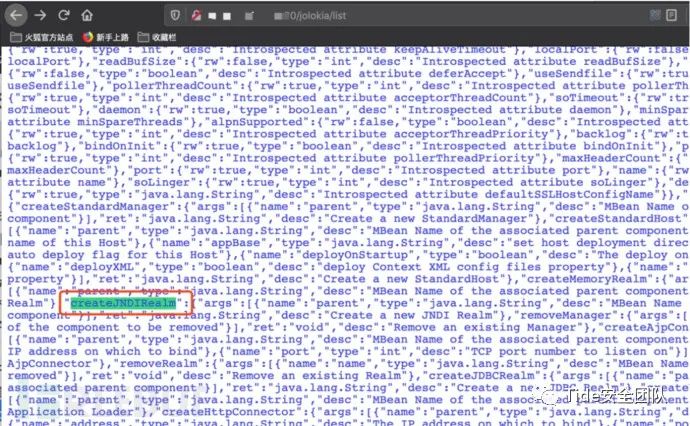 0/jolokia/list
火狐官方站点 新手上路 收藏栏
{"rw":true,"type":"int","desc":"Introspected attribute keepAliveTimeout"},"localPort":{"rw":fals
localPort"},"readBufSize":{"rw":false,"type":"int","desc":"Introspected attribute readBufSize"},
{"rw":false,"type":"boolean","desc":"Introspected attribute deferAccept"},"useSendfile":{"rw":tru
useSendfile"},"pollerThreadCount":{"rw":true,"type":"int","desc":"Introspected attribute pollerTh
{"rw":true,"type":"int","desc":"Introspected attribute acceptorThreadCount"},"soTimeout":{"rw":tr
soTimeout"},"daemon":{"rw":true,"type":"boolean","desc":"Introspected attribute daemon"},"minSpar
attribute minSpareThreads"},"alpnSupported":{"rw":false,"type":"boolean","desc":"Introspected att
{"rw":true,"type":"int","desc":"Introspected attribute acceptorThreadPriority"},"backlog":{"rw":t
backlog"},"bindOnInit":{"rw":true,"type":"boolean","desc":"Introspected attribute bindOnInit"},"p
{"rw":true,"type":"int","desc":"Introspected attribute pollerThreadPriority"},"maxHeaderCount":{"
maxHeaderCount"},"port":{"rw":true,"type":"int","desc":"Introspected attribute port"},"name":{"rw
attribute name"},"soLinger":{"rw":true,"type":"int","desc":"Introspected attribute soLinger"},"de
{"rw":true,"type":"java.lang.String","desc":"Introspected attribute defaultSSLHostConfigName"}},"
{"createStandardManager":{"args":[{"name":"parent","type":"java.lang.String","desc":"MBean Name o
component"}],"ret":"java.lang.String","desc":"Create a new StandardManager"},"createStandardHost"
[{"name":"parent","type":"java.lang.String","desc":"MBean Name of the associated parent component
name of this Host"},{"name":"appBase","type":"java.lang.String","desc":"set host deployment direc
auto deploy flag for this Host"},{"name":"deployOnStartup","type":"boolean","desc":"The deploy on
{"name":"deployXML","type":"boolean","desc":"deploy Context XML config files property"},{"name":"
property"}],"ret":"java.lang.String","desc":"Create a new StandardHost"},"createMemoryRealm":{"ar
[{"name":"parent","type":"java.lang.String","desc":"MBean Name of the associated parent component
Realm"},"createJNDIRealm":{"args":[{"name":"parent","type":"java.lang.String","desc":"MBean Name
component"}],"ret":"java.lang.String","desc":"Create a new JNDI Realm"},"removeManager":{"args":[
of the component to be removed"}],"ret":"void","desc":"Remove an existing Manager"},"createAjpCon
[{"name":"parent","type":"java.lang.String","desc":"MBean Name of the associated parent component
IP address on which to bind"},{"name":"port","type":"int","desc":"TCP port number to listen on"}]
AjpConnector"},"removeRealm":{"args":[{"name":"name","type":"java.lang.String","desc":"MBean Name
removed"}],"ret":"void","desc":"Remove an existing Realm"},"createJDBCRealm":{"args":[{"name":"pa
associated parent component"}],"ret":"java.lang.String","desc":"Create a new JDBC Realm"
[{"name":"parent","type":"java.lang.String","desc":"MBean Name of the associated parent component
Application Loader"},"createHttpConnector":{"args":[{"name":"parent","type":"java.lang.String","d
"desc":"The IP address on which to bind"},{"name":"p
Tide安全团队